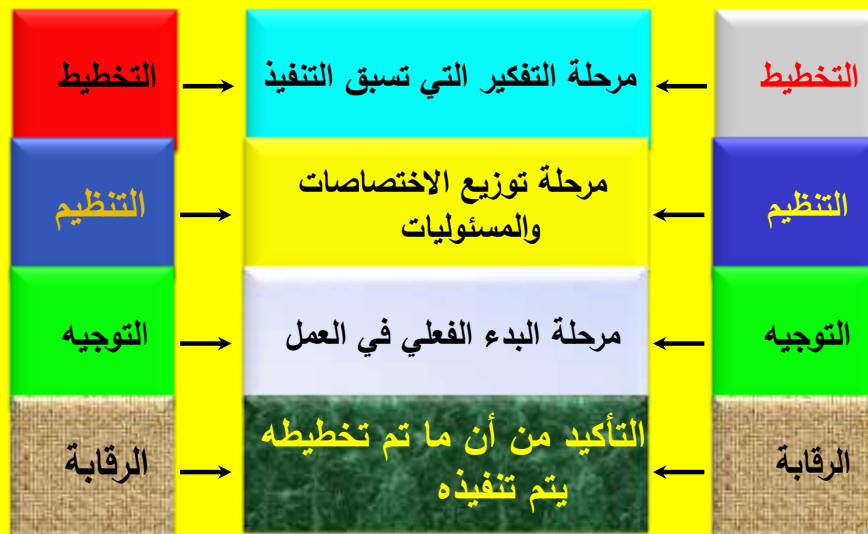 التخطيط
مرحلة التفكير التي تسبق التنفيذ
التخطيط
التنظيم
مرحلة توزيع الاختصاصات
والمسئوليات
التنظيم
التوجيه
مرحلة البدء الفعلي في العمل
التوجيه
الرقابة
التأكيد من أن ما تم تخطيطه
يتم تنفيذه
الرقابة